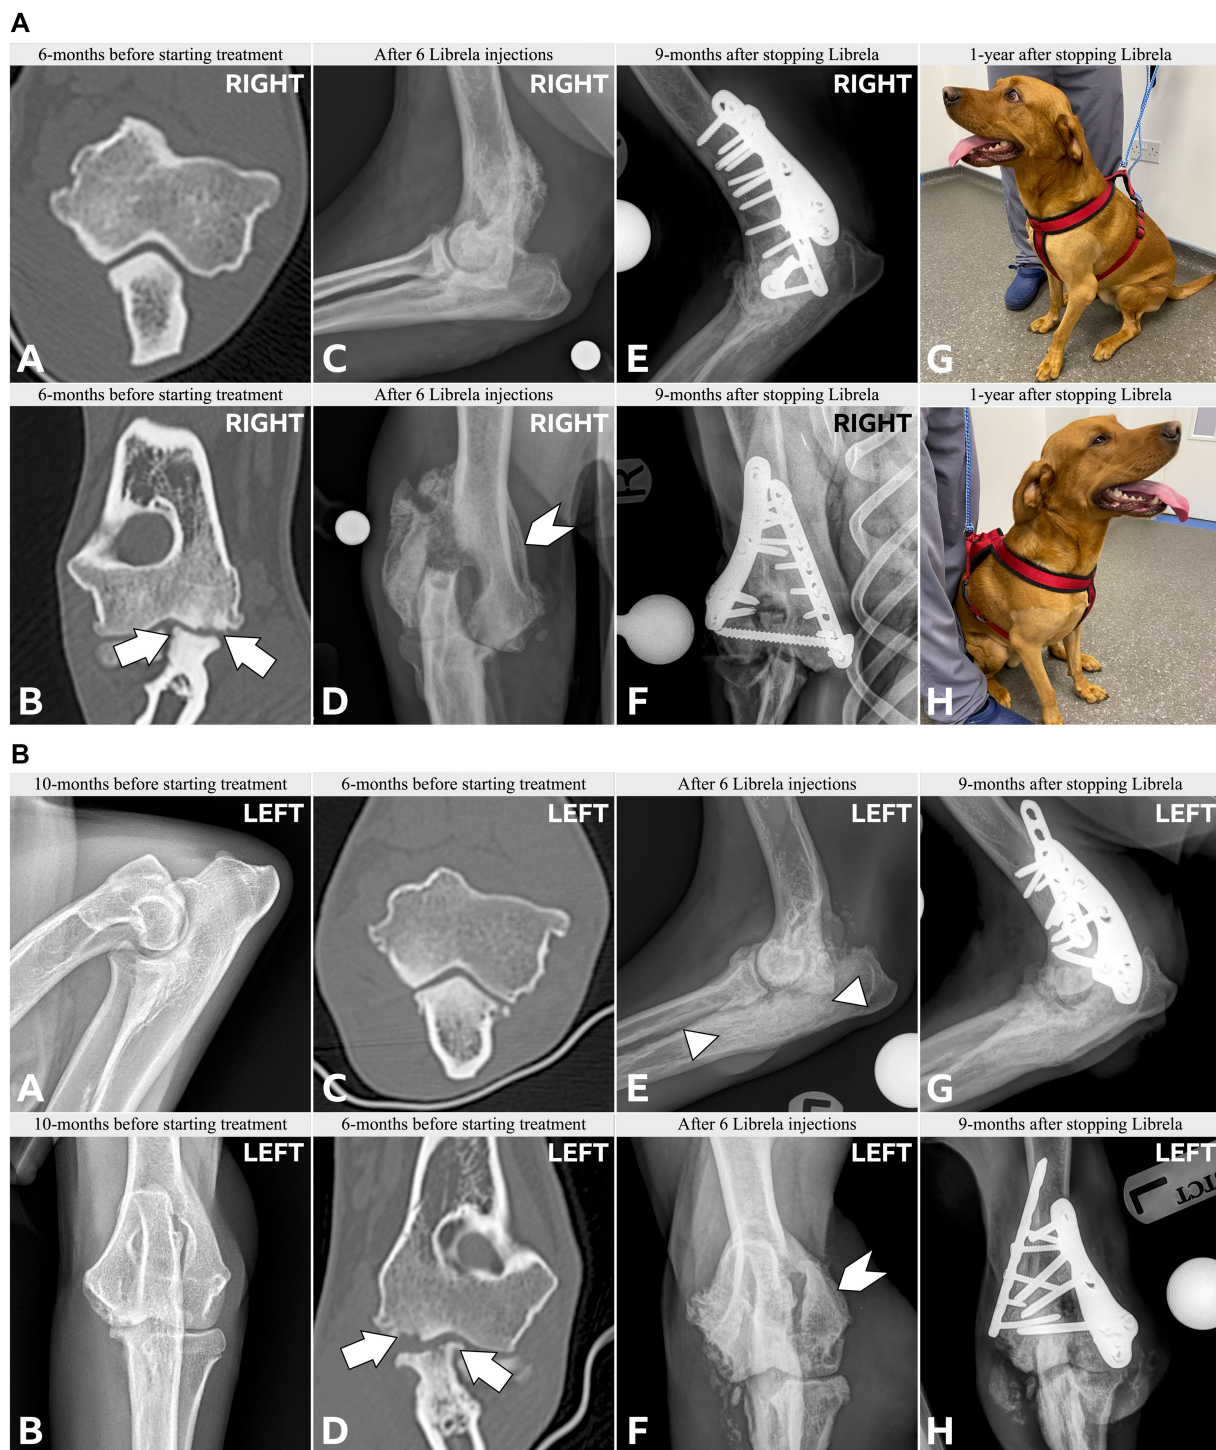 A
6-months before starting treatment
After 6 Librela injections
9-months after stopping Librela
1-year after stopping Librela
RIGHT
RIGHT
RIGHT
A
C
E
G
6-months before starting treatment
After 6 Librela injections
9-months after stopping Librela
1-year after stopping Librela
RIGHT
RIGHT
RIGHT
R
B
D
F
H
B
10-months before starting treatment
6-months before starting treatment
After 6 Librela injections
9-months after stopping Librela
LEFT
LEFT
LEFT
LEFT
A
C
E
L
G
10-months before starting treatment
6-months before starting treatment
After 6 Librela injections
9-months after stopping Librela
LEFT
LEFT
LEFT
LEFT
L
B
D
F
H